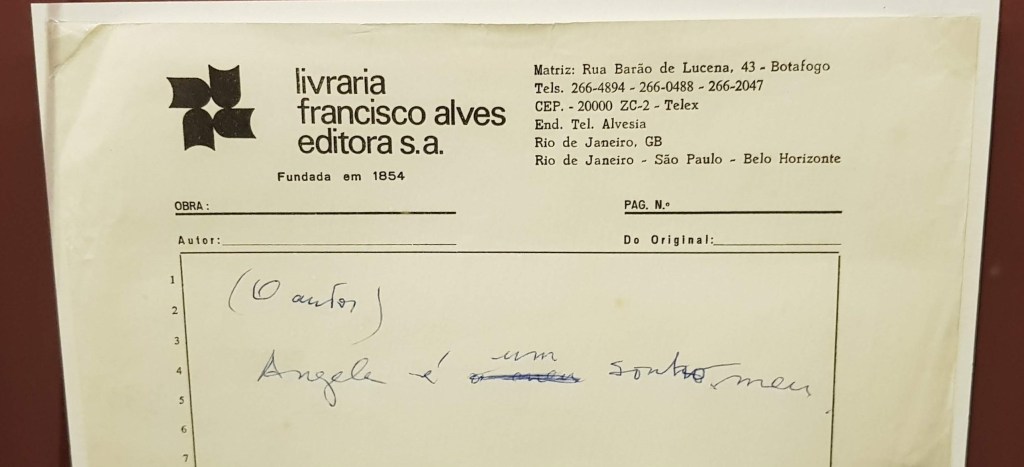 livraria
francisco alves
editora s.a.
Fundada em 1854
Matriz: Rua Barão de Lucena, 43 - Botafogo
Tels. 266-4894 - 266-0488 - 266-2047
CEP. - 20000 ZC-2 - Telex
End. Tel. Alvesia
Rio de Janeiro, GB
Rio de Janeiro - São Paulo - Belo Horizonte
OBRA:
PAG. N.º
Autor:
Do Original:
1
2
3
4
5
6
7
(O autor)
um
Angela é o meu sonho meu